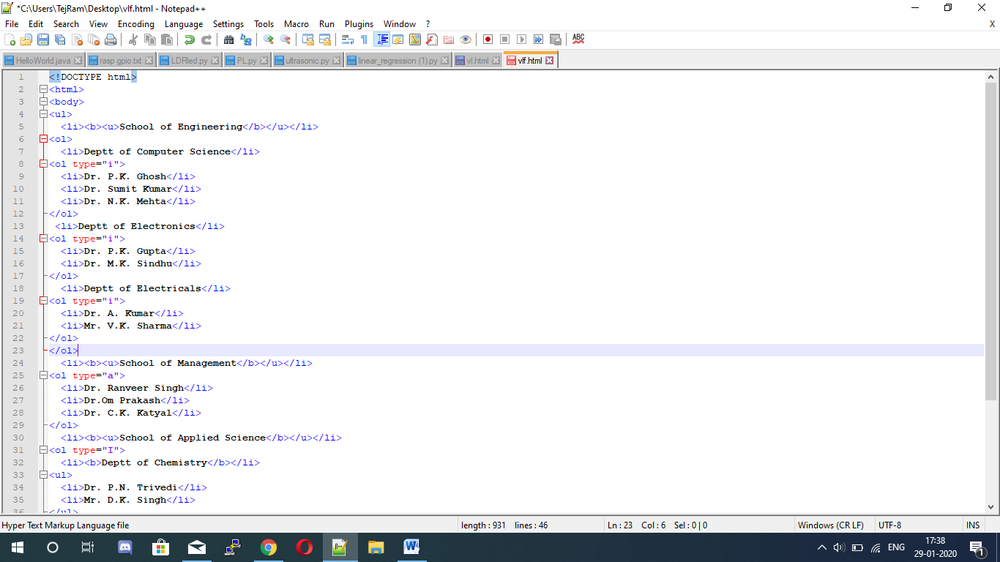 *C:\Users\TejRam\Desktop\vlf.html - Notepad++
File Edit Search View Encoding Language Settings Tools Macro Run Plugins Window ? X
HelloWorld.java rasp gpio.txt LDRled.py PL.py ultrasonic.py linear_regression (1).py vl.html vlf.html
1 <!DOCTYPE html>
2 <html>
3 <body>
4 <ul>
5 <li><b><u>School of Engineering</b></u></li>
6 <ol>
7 <li>Deptt of Computer Science</li>
8 <ol type="i">
9 <li>Dr. P.K. Ghosh</li>
10 <li>Dr. Sumit Kumar</li>
11 <li>Dr. N.K. Mehta</li>
12 </ol>
13 <li>Deptt of Electronics</li>
14 <ol type="i">
15 <li>Dr. P.K. Gupta</li>
16 <li>Dr. M.K. Sindhu</li>
17 </ol>
18 <li>Deptt of Electricals</li>
19 <ol type="i">
20 <li>Dr. A. Kumar</li>
21 <li>Mr. V.K. Sharma</li>
22 </ol>
23 </ol>
24 <li><b><u>School of Management</b></u></li>
25 <ol type="a">
26 <li>Dr. Ranveer Singh</li>
27 <li>Dr.Om Prakash</li>
28 <li>Dr. C.K. Katyal</li>
29 </ol>
30 <li><b><u>School of Applied Science</b></u></li>
31 <ol type="I">
32 <li><b>Deptt of Chemistry</b></li>
33 <ul>
34 <li>Dr. P.N. Trivedi</li>
35 <li>Mr. D.K. Singh</li>
36 </ul>
Hyper Text Markup Language file length : 931 lines : 46 Ln : 23 Col : 6 Sel : 0 | 0 Windows (CR LF) UTF-8 INS
ENG 17:38
29-01-2020 1